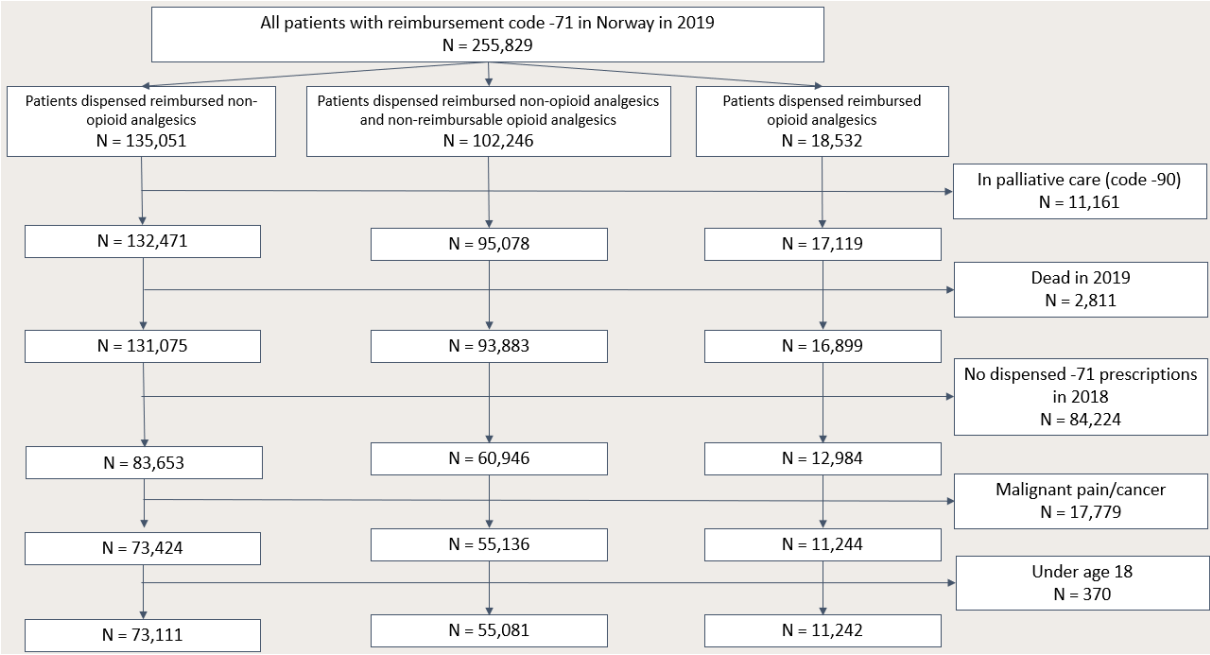 All patients with reimbursement code -71 in Norway in 2019
N = 255,829
Patients dispensed reimbursed non-
opioid analgesics
N = 135,051
Patients dispensed reimbursed non-opioid analgesics
and non-reimbursable opioid analgesics
N = 102,246
Patients dispensed reimbursed
opioid analgesics
N = 18,532
In palliative care (code -90)
N = 11,161
N = 132,471
N = 95,078
N = 17,119
Dead in 2019
N = 2,811
N = 131,075
N = 93,883
N = 16,899
No dispensed -71 prescriptions
in 2018
N = 84,224
N = 83,653
N = 60,946
N = 12,984
Malignant pain/cancer
N = 17,779
N = 73,424
N = 55,136
N = 11,244
Under age 18
N = 370
N = 73,111
N = 55,081
N = 11,242